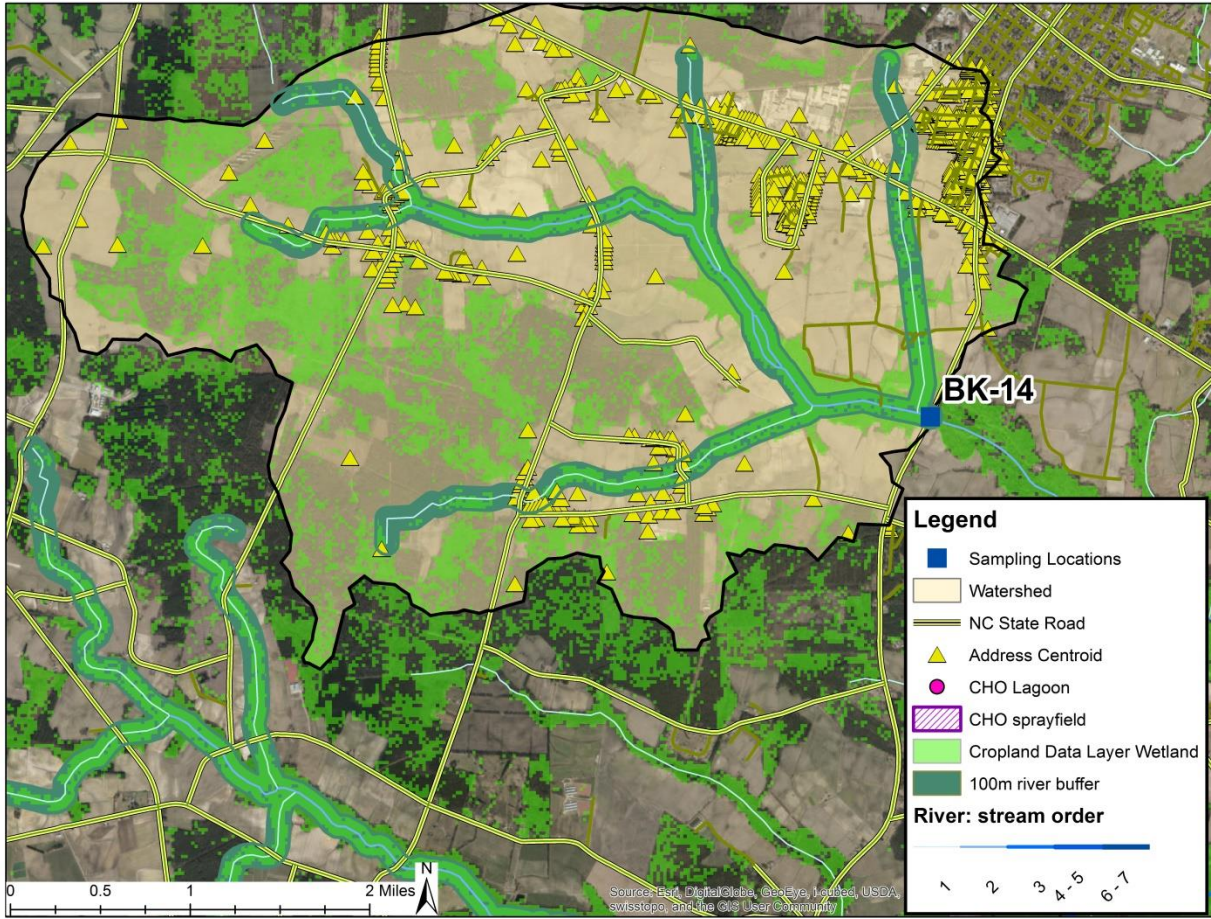 BK-14
Legend
Sampling Locations
Watershed
NC State Road
Address Centroid
CHO Lagoon
CHO sprayfield
Cropland Data Layer Wetland
100m river buffer
River: stream order
1 2 3 4 - 5 6 - 7
N
0 0.5 1 2 Miles
Source: Esri, DigitalGlobe, GeoEye, i-cubed, USDA,
swisstopo, and the GIS User Community